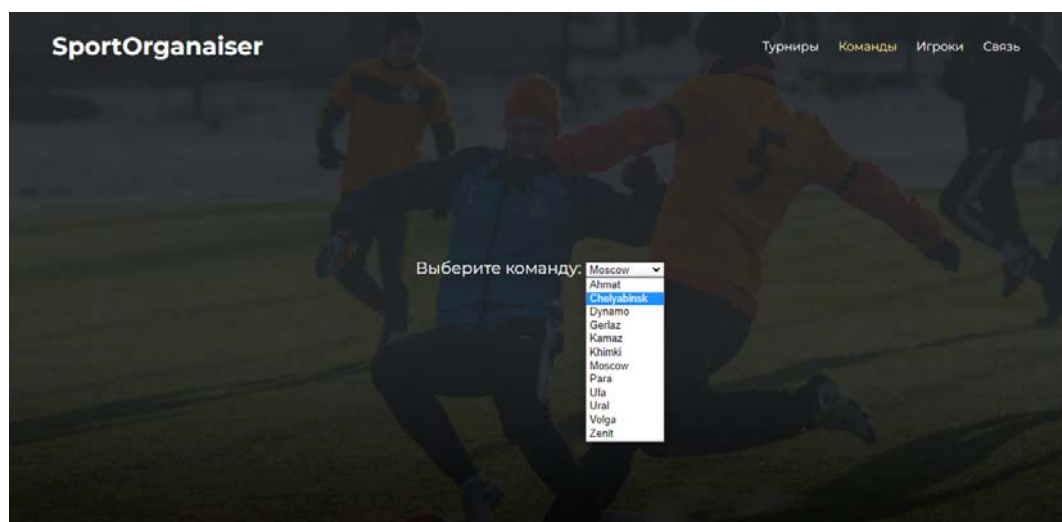 SportOrganaiser
Турниры Команды Игроки Связь
Выберите команду: Moscow
Ahmat
Chelyabinsk
Dynamo
Gerlaz
Kamaz
Khimki
Moscow
Para
Ufa
Ural
Volga
Zenit
5